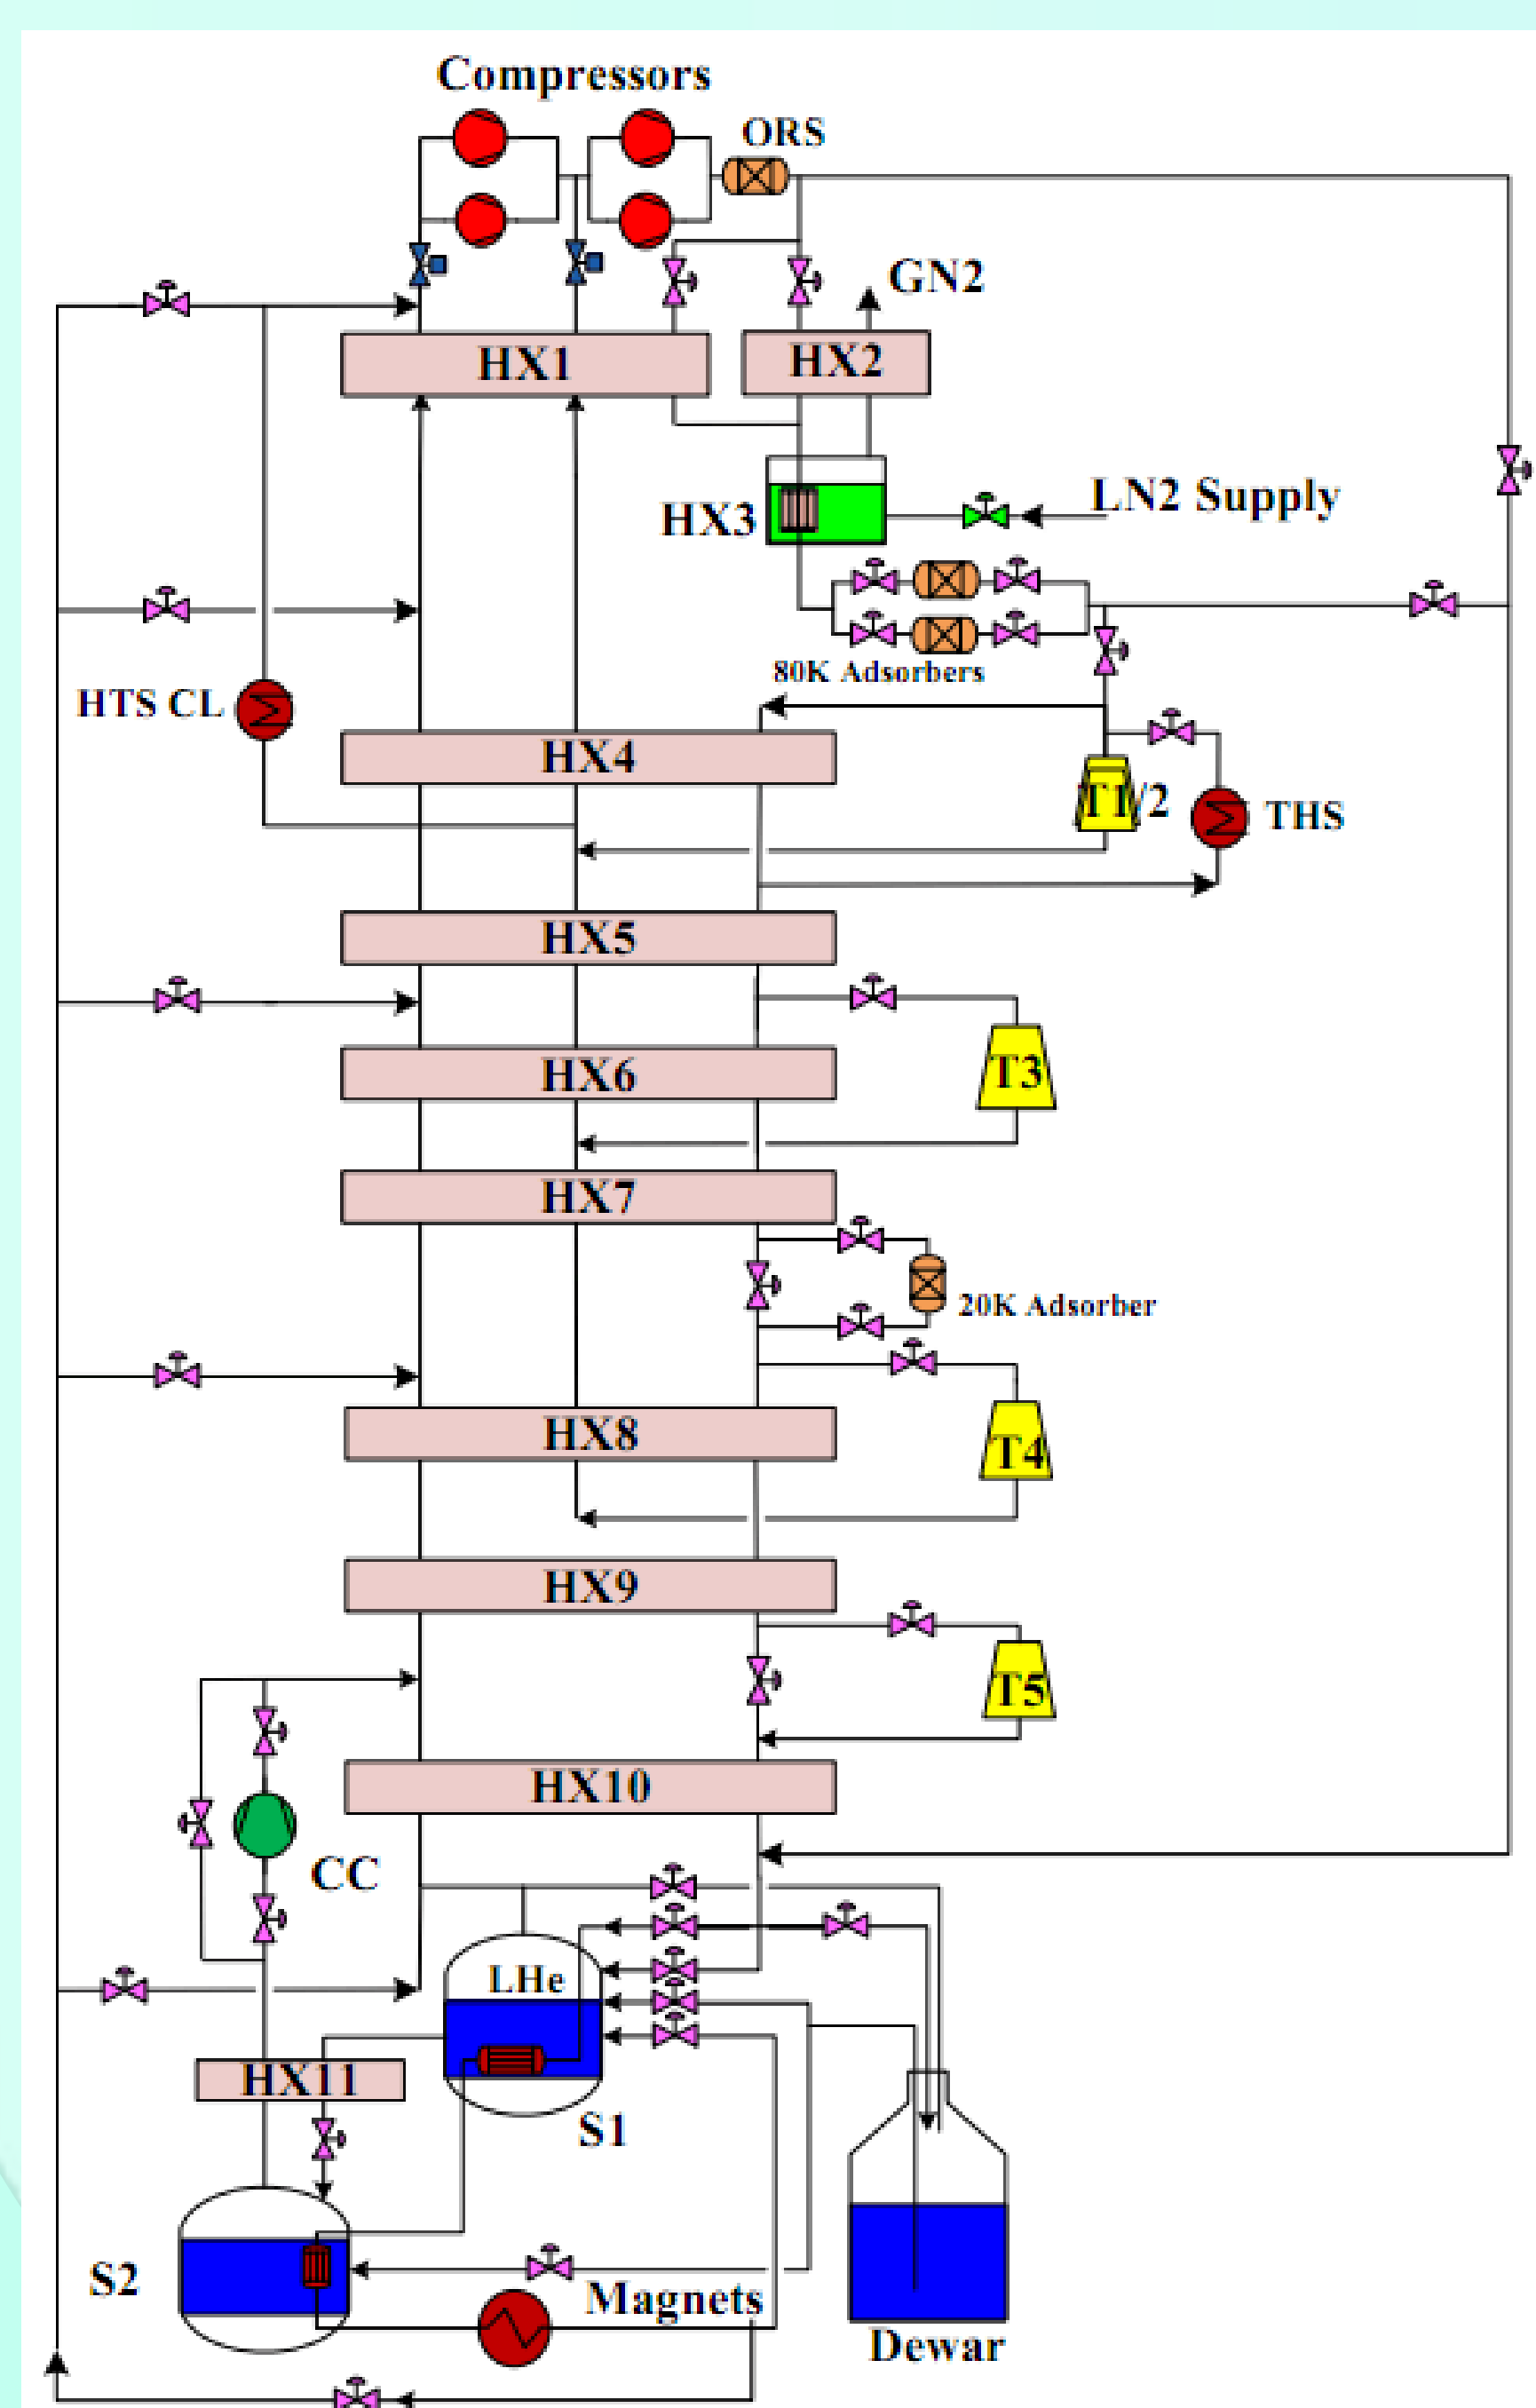 Compressors
ORS
GN2
HX1
HX2
HX3
LN2 Supply
80K Adsorbers
HTS CL
HX4
T1/2
THS
HX5
HX6
T3
HX7
20K Adsorber
HX8
T4
HX9
T5
HX10
CC
LHe
HX11
S1
S2
Magnets
Dewar